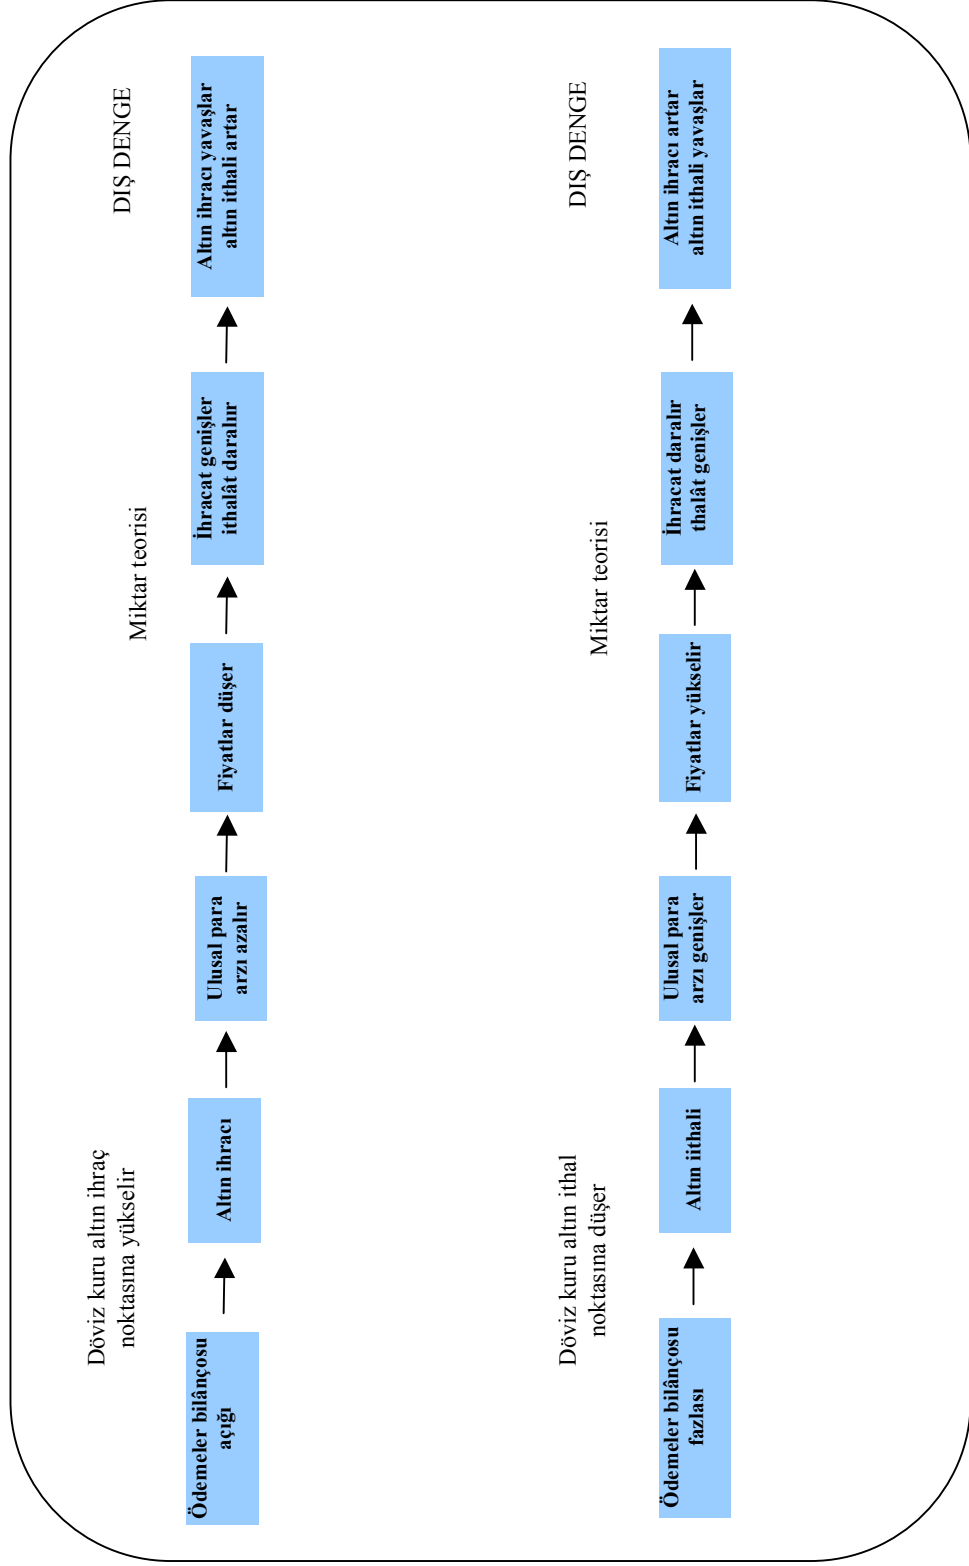 Döviz kuru altın ihraç
noktasına yükselir
Miktar teorisi
DIŞ DENGE
Ödemeler bilânçosu
açığı
Altın ihracı
Ulusal para
arzı azalır
Fiyatlar düşer
İhracat genişler
ithalât daralır
Altın ihracı yavaşlar
altın ithali artar
Döviz kuru altın ithal
noktasına düşer
Miktar teorisi
DIŞ DENGE
Ödemeler bilânçosu
fazlası
Altın iithali
Ulusal para
arzı genişler
Fiyatlar yükselir
İhracat daralır
thalât genişler
Altın ihracı artar
altın ithali yavaşlar